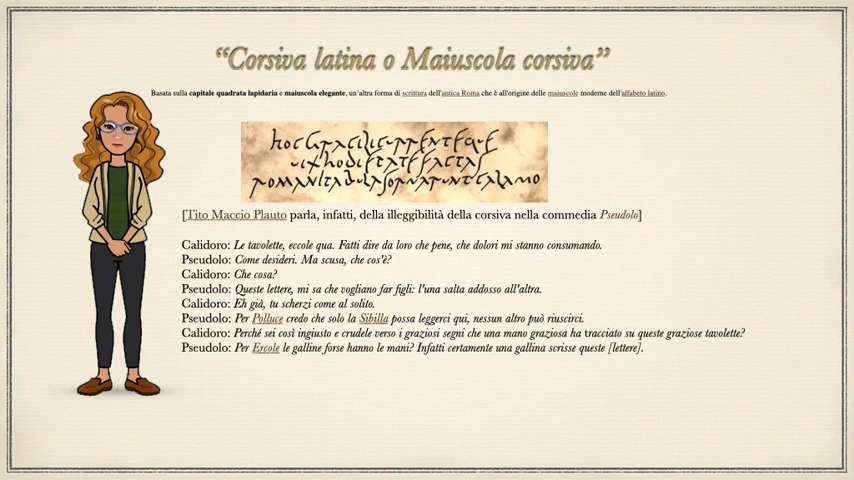 “Corsiva latina o Maiuscola corsiva”
Basata sulla capitale quadrata lapidaria e maiuscola elegante, un'altra forma di scrittura dell'antica Roma che è all'origine delle maiuscole moderne dell'alfabeto latino.
[Tito Maccio Plauto parla, infatti, della illeggibilità della corsiva nella commedia Pseudolo]
Calidoro: Le tavolette, eccole qua. Fatti dire da loro che pene, che dolori mi stanno consumando.
Pseudolo: Come desideri. Ma scusa, che cos'è?
Calidoro: Che cosa?
Pseudolo: Queste lettere, mi sa che vogliano far figli: l'una salta addosso all'altra.
Calidoro: Eh già, tu scherzi come al solito.
Pseudolo: Per Polluce credo che solo la Sibilla possa leggerci qui, nessun altro può riuscirci.
Calidoro: Perché sei così ingiusto e crudele verso i graziosi segni che una mano graziosa ha tracciato su queste graziose tavolette?
Pseudolo: Per Ercole le galline forse hanno le mani? Infatti certamente una gallina scrisse queste [lettere].